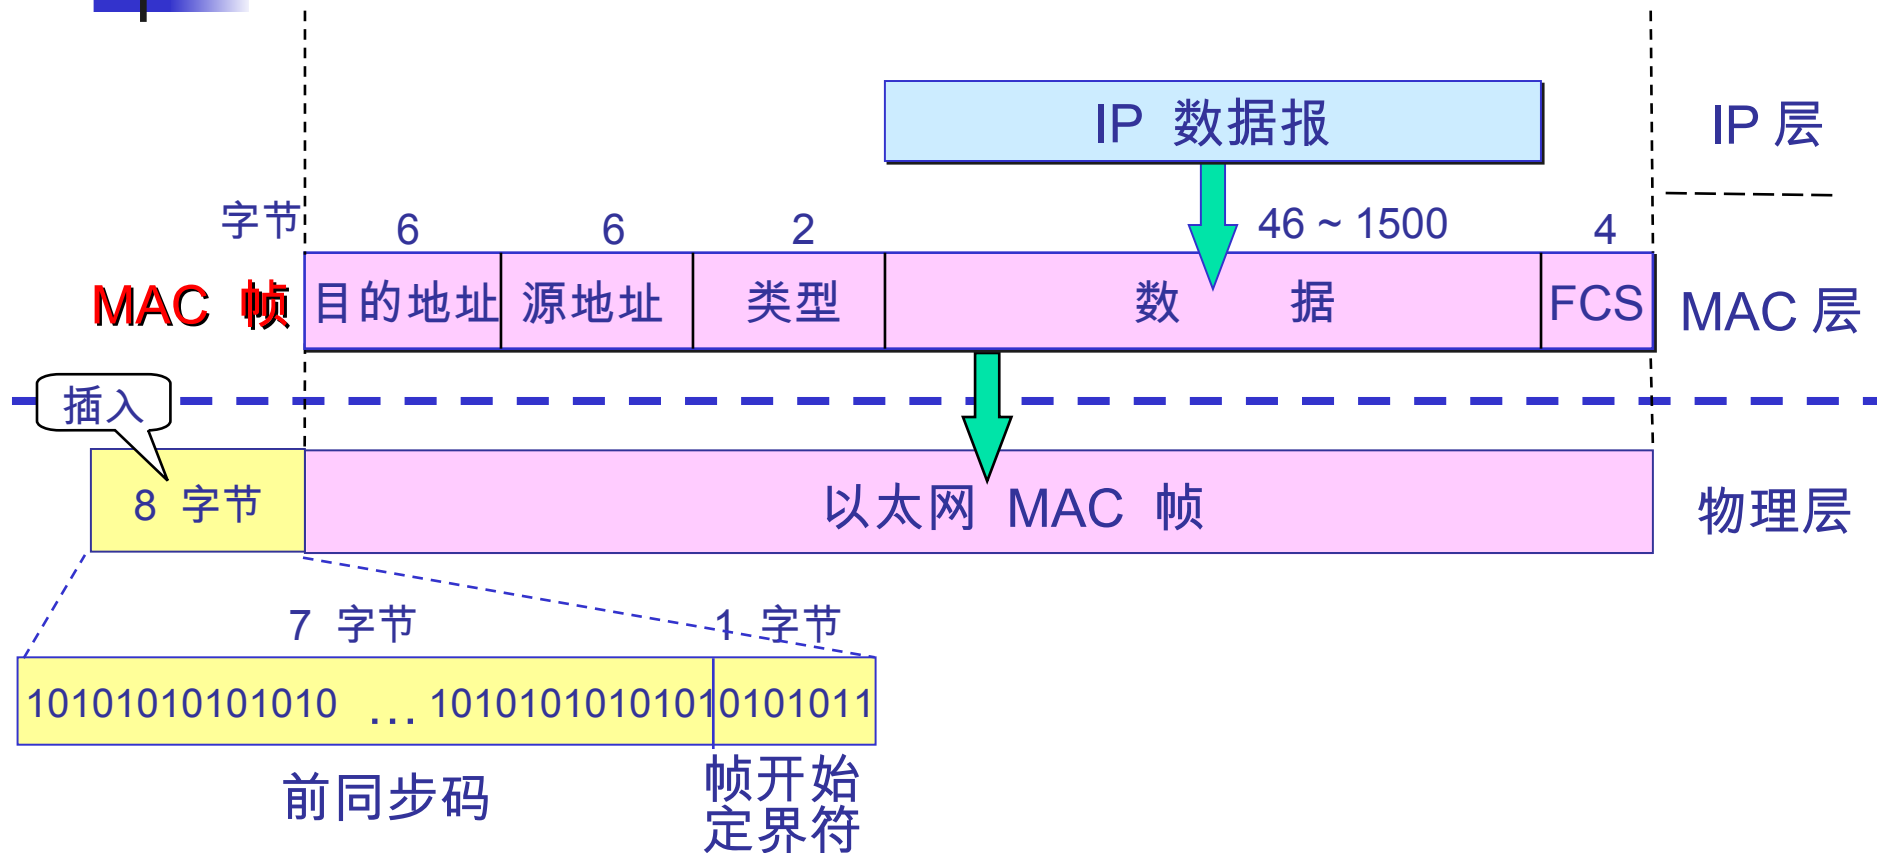 IP 数据报
IP 层
字节
6
6
2
46 ~ 1500
4
MAC 帧
目的地址
源地址
类型
数 据
FCS
MAC 层
插入
8 字节
以太网 MAC 帧
物理层
7 字节
1 字节
10101010101010 … 10101010101010101011
前同步码
帧开始
定界符